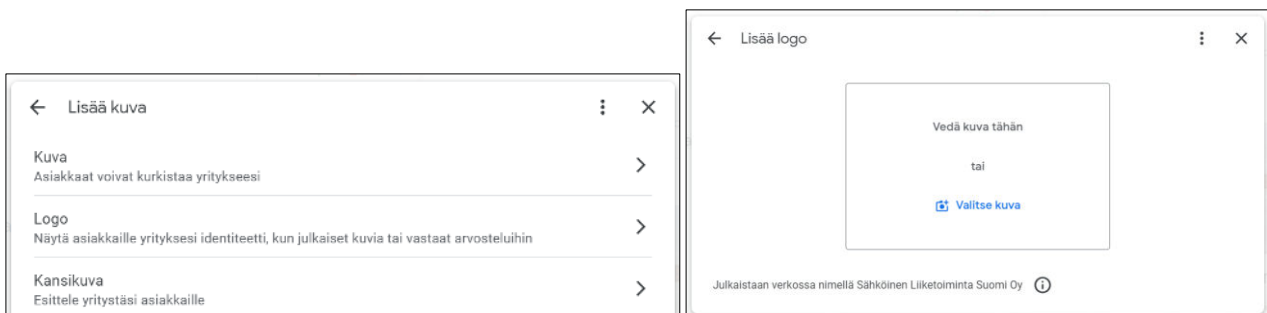 Lisää kuva
Kuva
Asiakkaat voivat kurkistaa yritykseesi
Logo
Näytä asiakkaille yrityksesi identiteetti, kun julkaiset kuvia tai vastaat arvosteluihin
Kansikuva
Esittele yritystäsi asiakkaille
Lisää logo
Vedä kuva tähän
tai
Valitse kuva
Julkaistaan verkossa nimellä Sähköinen Liiketoiminta Suomi Oy